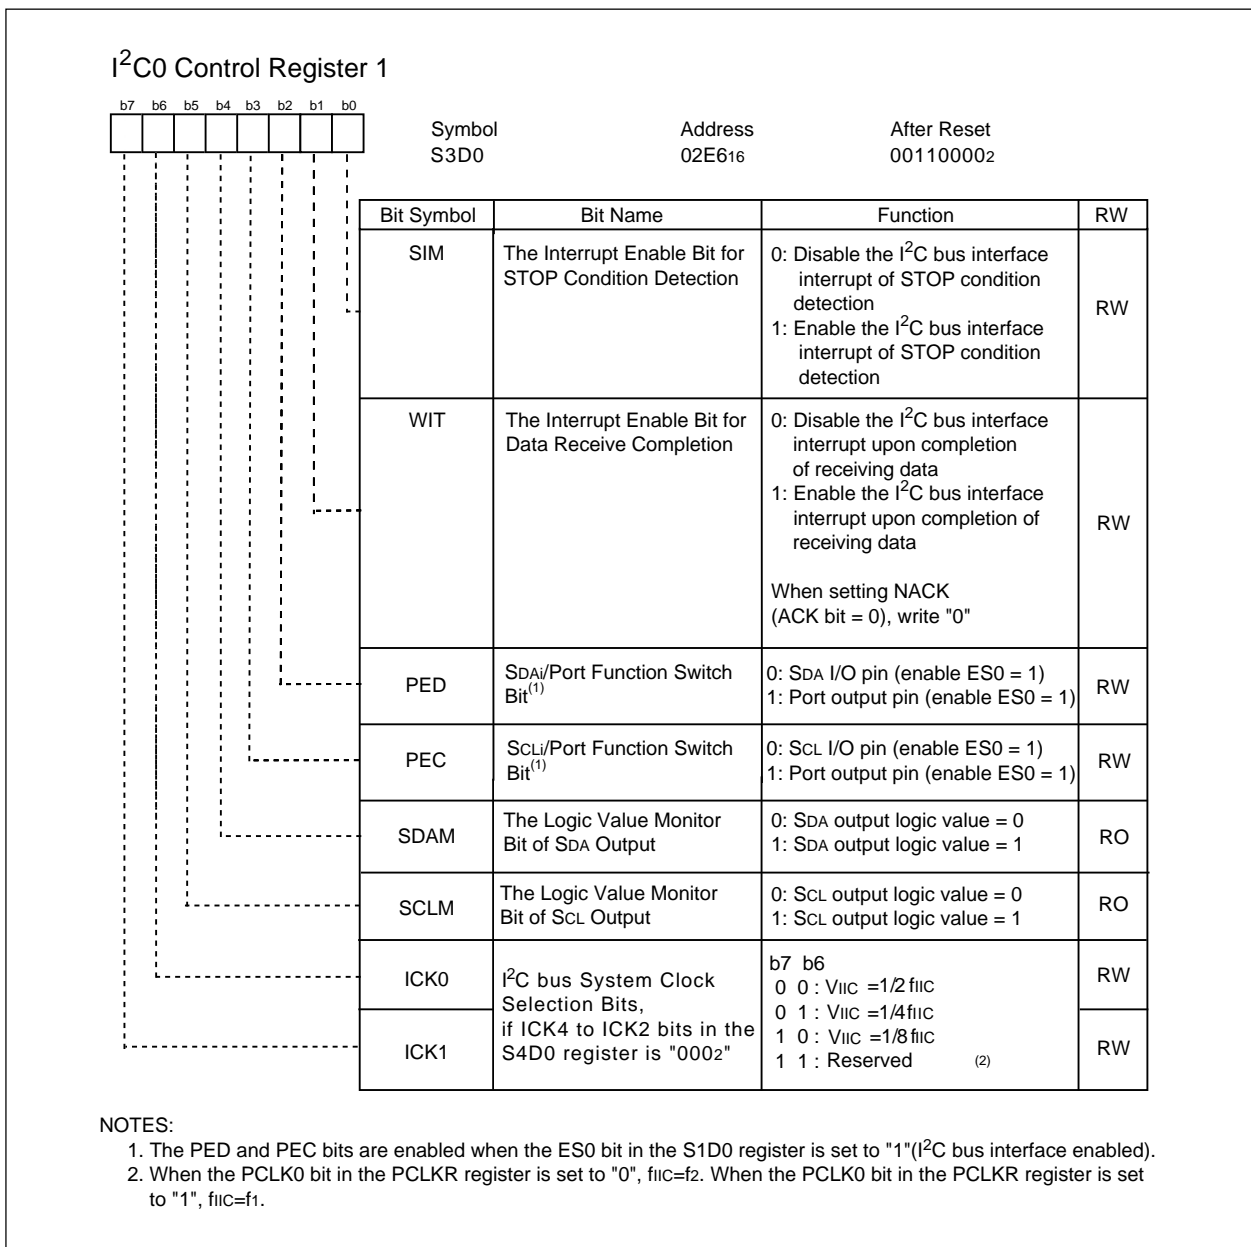 I²C0 Control Register 1
b7 b6 b5 b4 b3 b2 b1 b0
Symbol Address After Reset
S3D0 02E616 001100002
Bit Symbol Bit Name Function RW
SIM
The Interrupt Enable Bit for
STOP Condition Detection
0: Disable the I²C bus interface
interrupt of STOP condition
detection
1: Enable the I²C bus interface
interrupt of STOP condition
detection
RW
WIT
The Interrupt Enable Bit for
Data Receive Completion
0: Disable the I²C bus interface
interrupt upon completion
of receiving data
1: Enable the I²C bus interface
interrupt upon completion of
receiving data
When setting NACK
(ACK bit = 0), write "0"
RW
PED
SDAi/Port Function Switch
Bit(1)
0: SDA I/O pin (enable ES0 = 1)
1: Port output pin (enable ES0 = 1)
RW
PEC
SCLi/Port Function Switch
Bit(1)
0: SCL I/O pin (enable ES0 = 1)
1: Port output pin (enable ES0 = 1)
RW
SDAM
The Logic Value Monitor
Bit of SDA Output
0: SDA output logic value = 0
1: SDA output logic value = 1
RO
SCLM
The Logic Value Monitor
Bit of SCL Output
0: SCL output logic value = 0
1: SCL output logic value = 1
RO
ICK0
I²C bus System Clock
Selection Bits,
if ICK4 to ICK2 bits in the
S4D0 register is "0002"
b7 b6
0 0 : VIIC =1/2 fIIC
0 1 : VIIC =1/4fIIC
1 0 : VIIC =1/8 fIIC
1 1 : Reserved (2)
RW
ICK1
RW
NOTES:
1. The PED and PEC bits are enabled when the ES0 bit in the S1D0 register is set to "1"(I²C bus interface enabled).
2. When the PCLK0 bit in the PCLKR register is set to "0", fIIC=f2. When the PCLK0 bit in the PCLKR register is set
to "1", fIIC=f1.